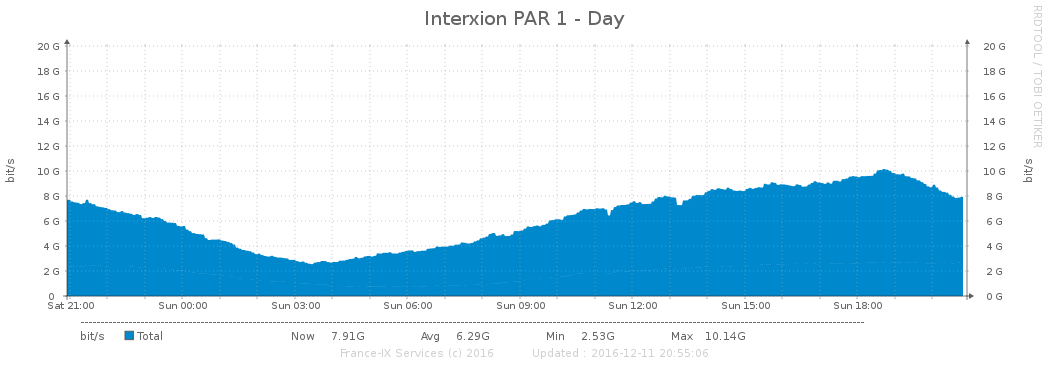 Interxion PAR 1 - Day
RRDTOOL / TOBI OETIKER
bit/s
bit/s
20 G 20 G
18 G 18 G
16 G 16 G
14 G 14 G
12 G 12 G
10 G 10 G
8 G 8 G
6 G 6 G
4 G 4 G
2 G 2 G
0 0 G
Sat 21:00 Sun 00:00 Sun 03:00 Sun 06:00 Sun 09:00 Sun 12:00 Sun 15:00 Sun 18:00
bit/s Total Now 7.91G Avg 6.29G Min 2.53G Max 10.14G
France-IX Services (c) 2016 Updated : 2016-12-11 20:55:06